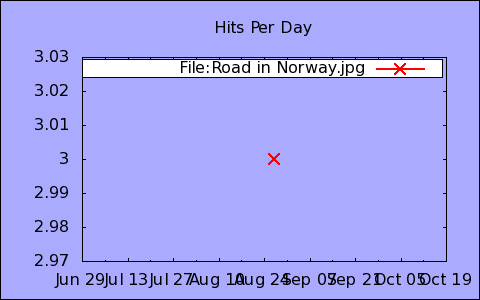 Hits Per Day
3.03
File:Road in Norway.jpg
3.02
3.01
3
2.99
2.98
2.97
Jun 29 Jul 13 Jul 27 Aug 10 Aug 24 Sep 07 Sep 21 Oct 05 Oct 19